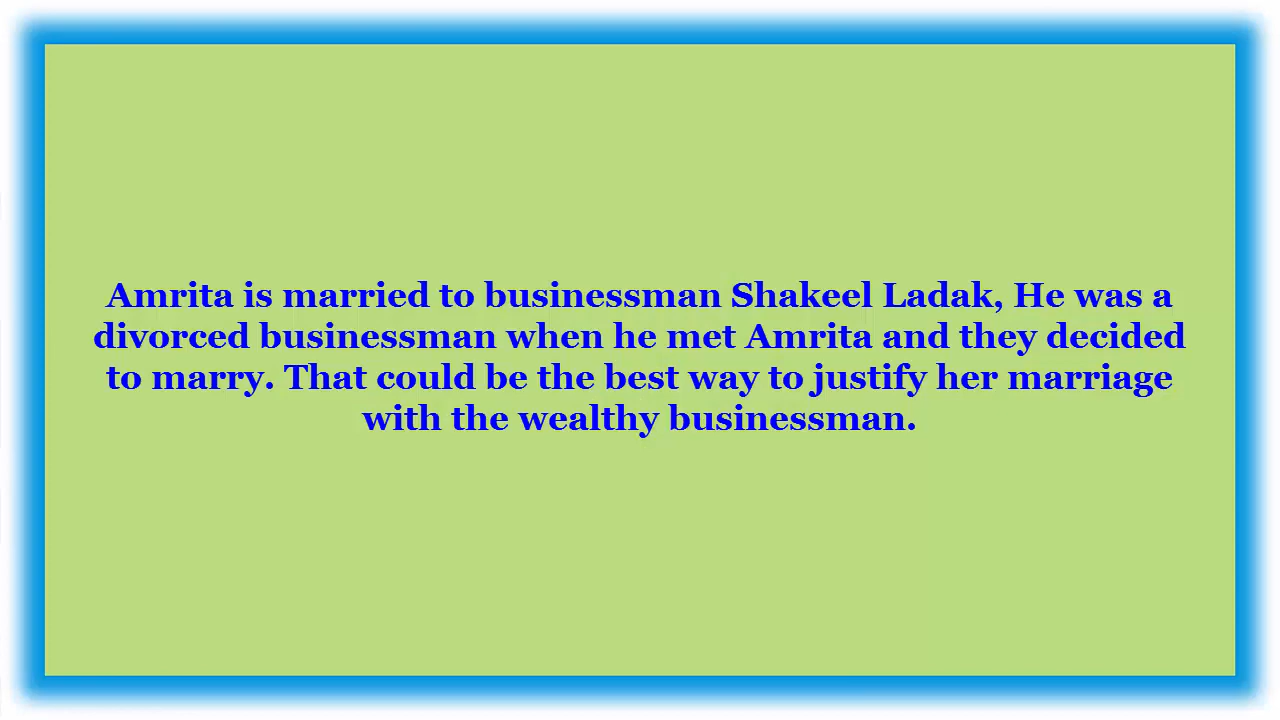 Amrita is married to businessman Shakeel Ladak, He was a
divorced businessman when he met Amrita and they decided
to marry. That could be the best way to justify her marriage
with the wealthy businessman.